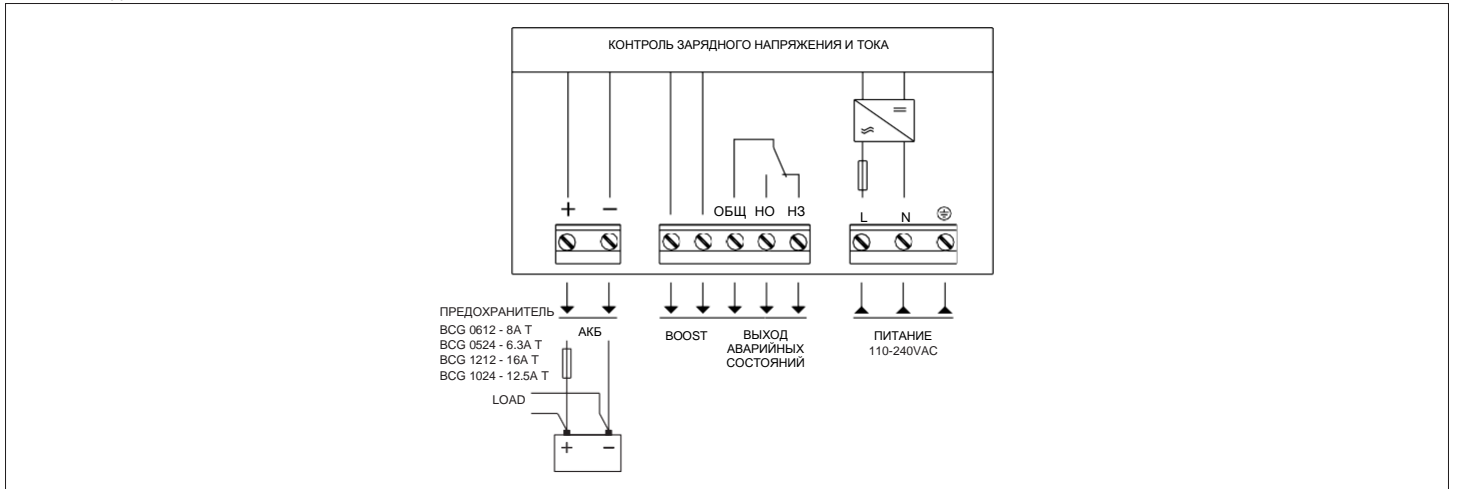 КОНТРОЛЬ ЗАРЯДНОГО НАПРЯЖЕНИЯ И ТОКА
+ −
ОБЩ НО НЗ
L N
ПРЕДОХРАНИТЕЛЬ
BCG 0612 - 8A T
BCG 0524 - 6.3A T
BCG 1212 - 16A T
BCG 1024 - 12.5A T
АКБ
BOOST
ВЫХОД
АВАРИЙНЫХ
СОСТОЯНИЙ
ПИТАНИЕ
110-240VAC
LOAD
+ −